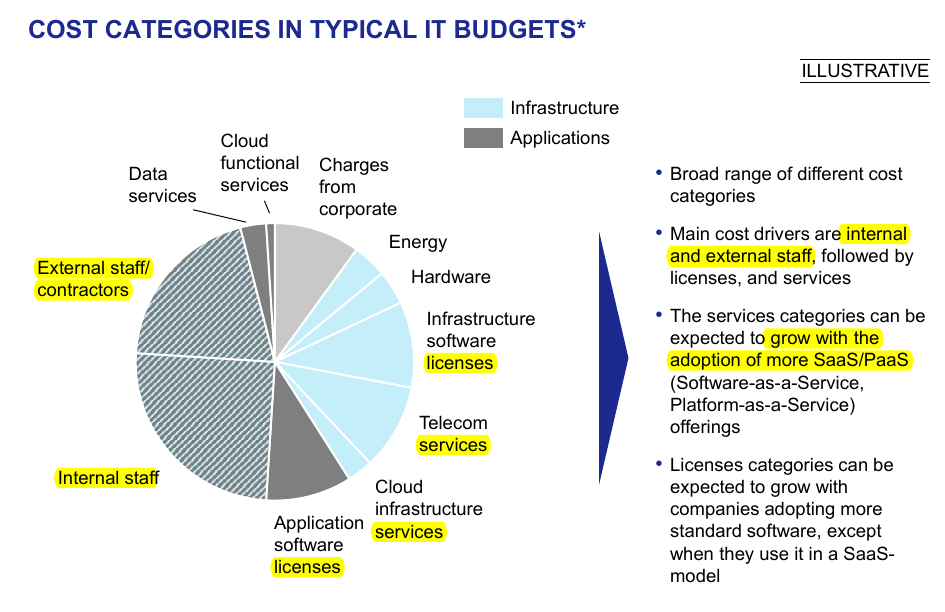 COST CATEGORIES IN TYPICAL IT BUDGETS*
ILLUSTRATIVE
Infrastructure
Applications
Cloud
functional
services
Data
services
Charges
from
corporate
Energy
Hardware
Infrastructure
software
licenses
Telecom
services
Cloud
infrastructure
services
Application
software
licenses
Internal staff
External staff/
contractors
• Broad range of different cost
categories
• Main cost drivers are internal
and external staff, followed by
licenses, and services
• The services categories can be
expected to grow with the
adoption of more SaaS/PaaS
(Software-as-a-Service,
Platform-as-a-Service)
offerings
• Licenses categories can be
expected to grow with
companies adopting more
standard software, except
when they use it in a SaaS-
model